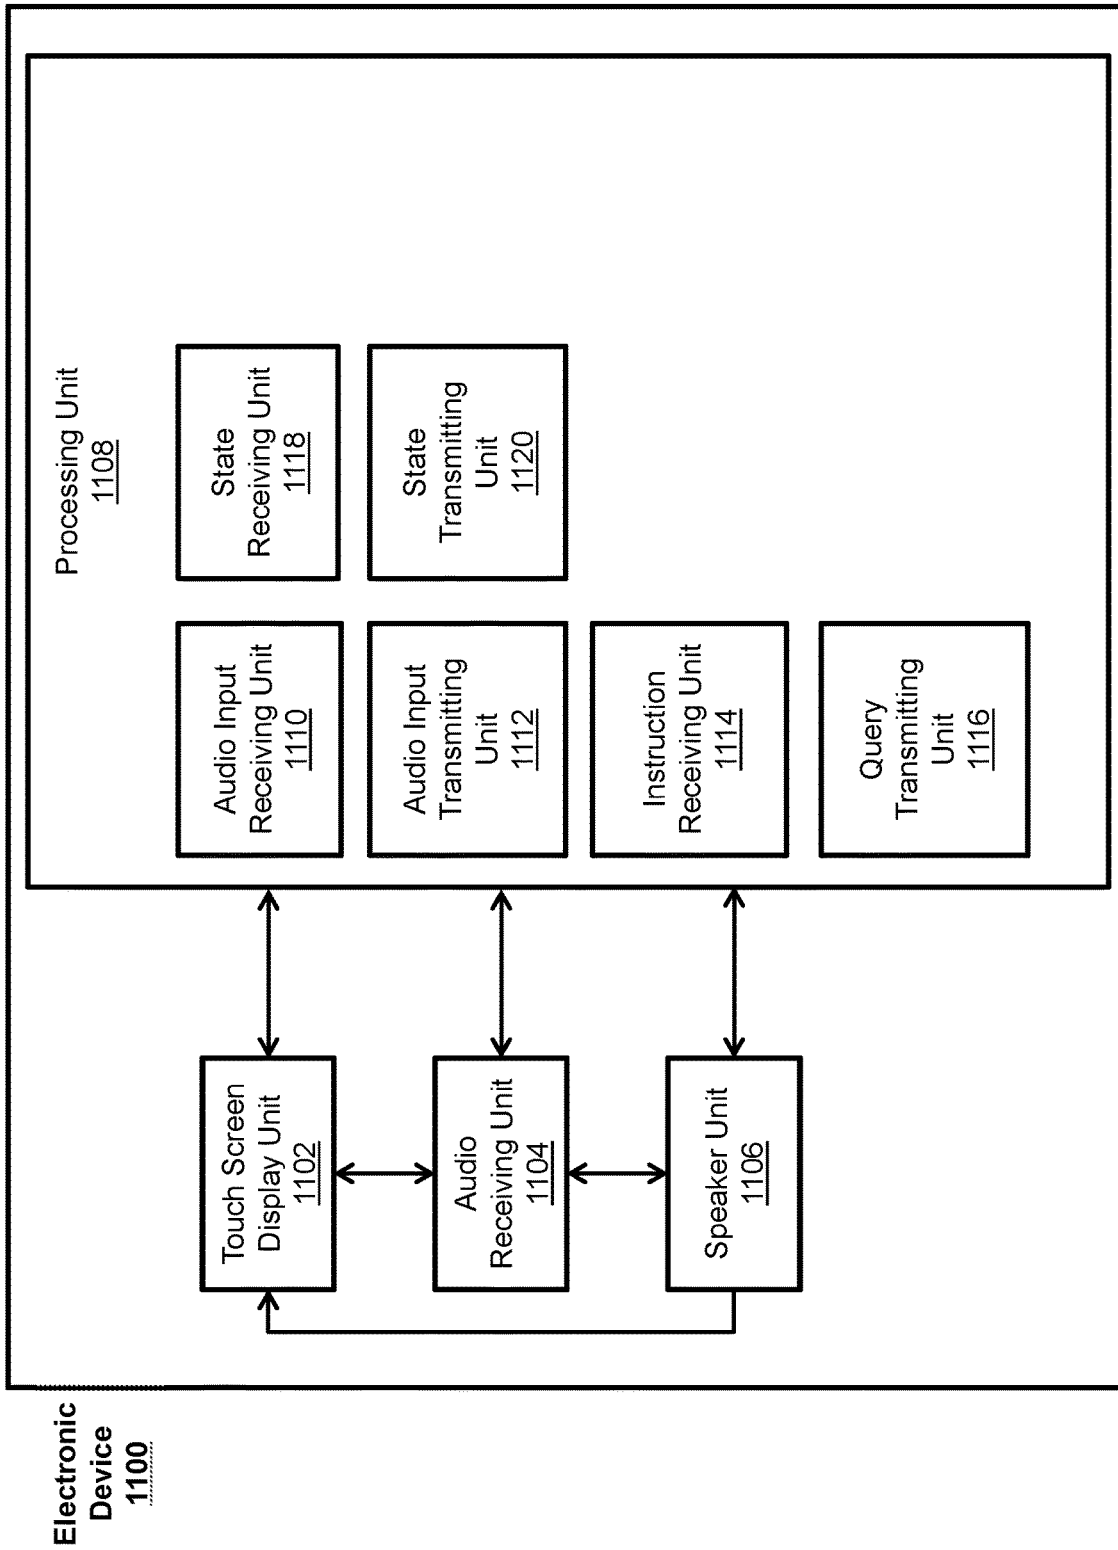 Electronic
Device
1100
Processing Unit
1108
Touch Screen
Display Unit
1102
Audio
Receiving Unit
1104
Speaker Unit
1106
Audio Input
Receiving Unit
1110
Audio Input
Transmitting
Unit
1112
Instruction
Receiving Unit
1114
Query
Transmitting
Unit
1116
State
Receiving Unit
1118
State
Transmitting
Unit
1120